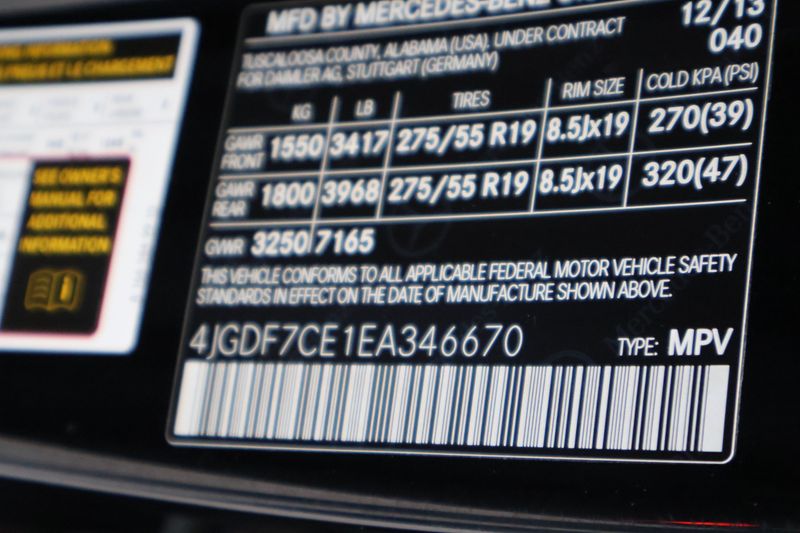 MFD BY MERCEDES-BENZ
12/13
TUSCALOOSA COUNTY, ALABAMA (USA). UNDER CONTRACT
040
FOR DAIMLER AG, STUTTGART (GERMANY)
KG LB TIRES RIM SIZE COLD KPA (PSI)
GAWR FRONT 1550 3417 275/55 R19 8.5Jx19 270(39)
GAWR REAR 1800 3968 275/55 R19 8.5Jx19 320(47)
GVWR 3250 7165
THIS VEHICLE CONFORMS TO ALL APPLICABLE FEDERAL MOTOR VEHICLE SAFETY
STANDARDS IN EFFECT ON THE DATE OF MANUFACTURE SHOWN ABOVE.
4JGDF7CE1EA346670 TYPE: MPV
SEE OWNER'S
MANUAL FOR
ADDITIONAL
INFORMATION